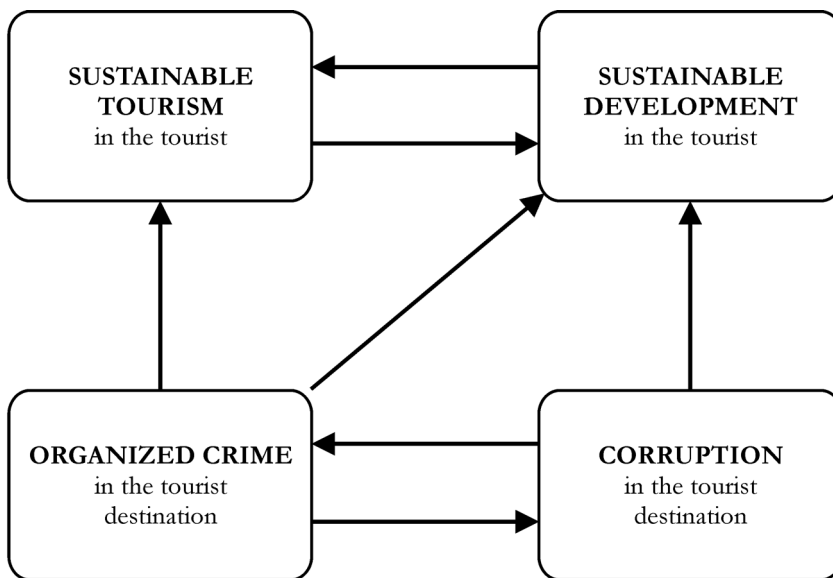 SUSTAINABLE
TOURISM
in the tourist
SUSTAINABLE
DEVELOPMENT
in the tourist
ORGANIZED CRIME
in the tourist
destination
CORRUPTION
in the tourist
destination